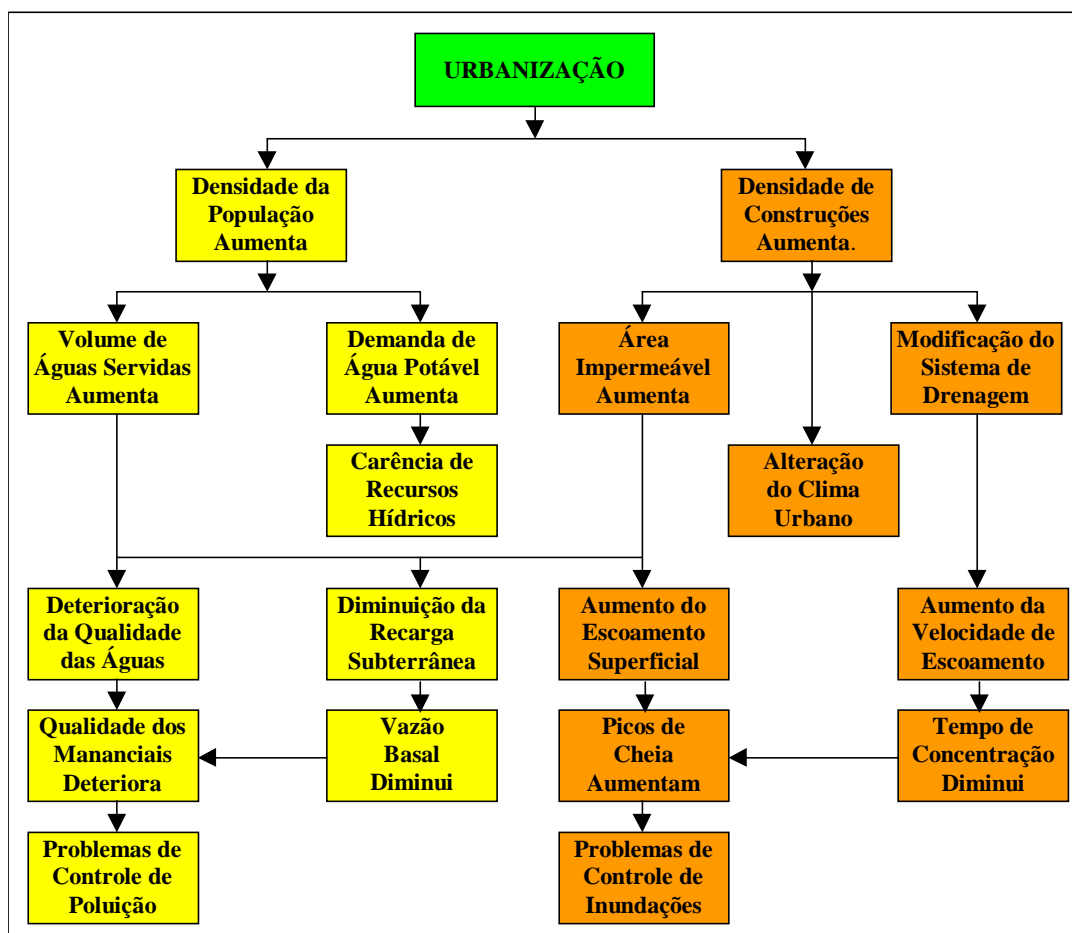 URBANIZAÇÃO
Densidade da
População
Aumenta
Densidade de
Construções
Aumenta.
Volume de
Águas Servidas
Aumenta
Demanda de
Água Potável
Aumenta
Área
Impermeável
Aumenta
Modificação do
Sistema de
Drenagem
Carência de
Recursos
Hídricos
Alteração
do Clima
Urbano
Deterioração
da Qualidade
das Águas
Diminuição da
Recarga
Subterrânea
Aumento do
Escoamento
Superficial
Aumento da
Velocidade de
Escoamento
Qualidade dos
Mananciais
Deteriora
Vazão
Basal
Diminui
Picos de
Cheia
Aumentam
Tempo de
Concentração
Diminui
Problemas de
Controle de
Poluição
Problemas de
Controle de
Inundações